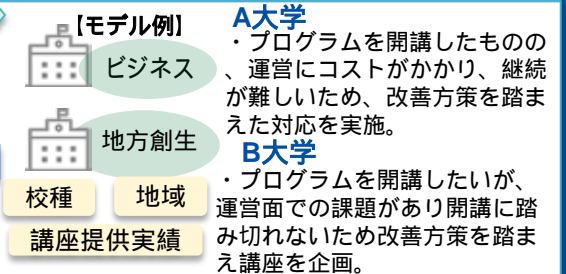 【モデル例】
ビジネス
地方創生
校種
地域
講座提供実績
A大学
・プログラムを開講したものの
、運営にコストがかかり、継続
が難しいため、改善方策を踏ま
えた対応を実施。
B大学
・プログラムを開講したいが、
運営面での課題があり開講に踏
み切れないため改善方策を踏ま
え講座を企画。